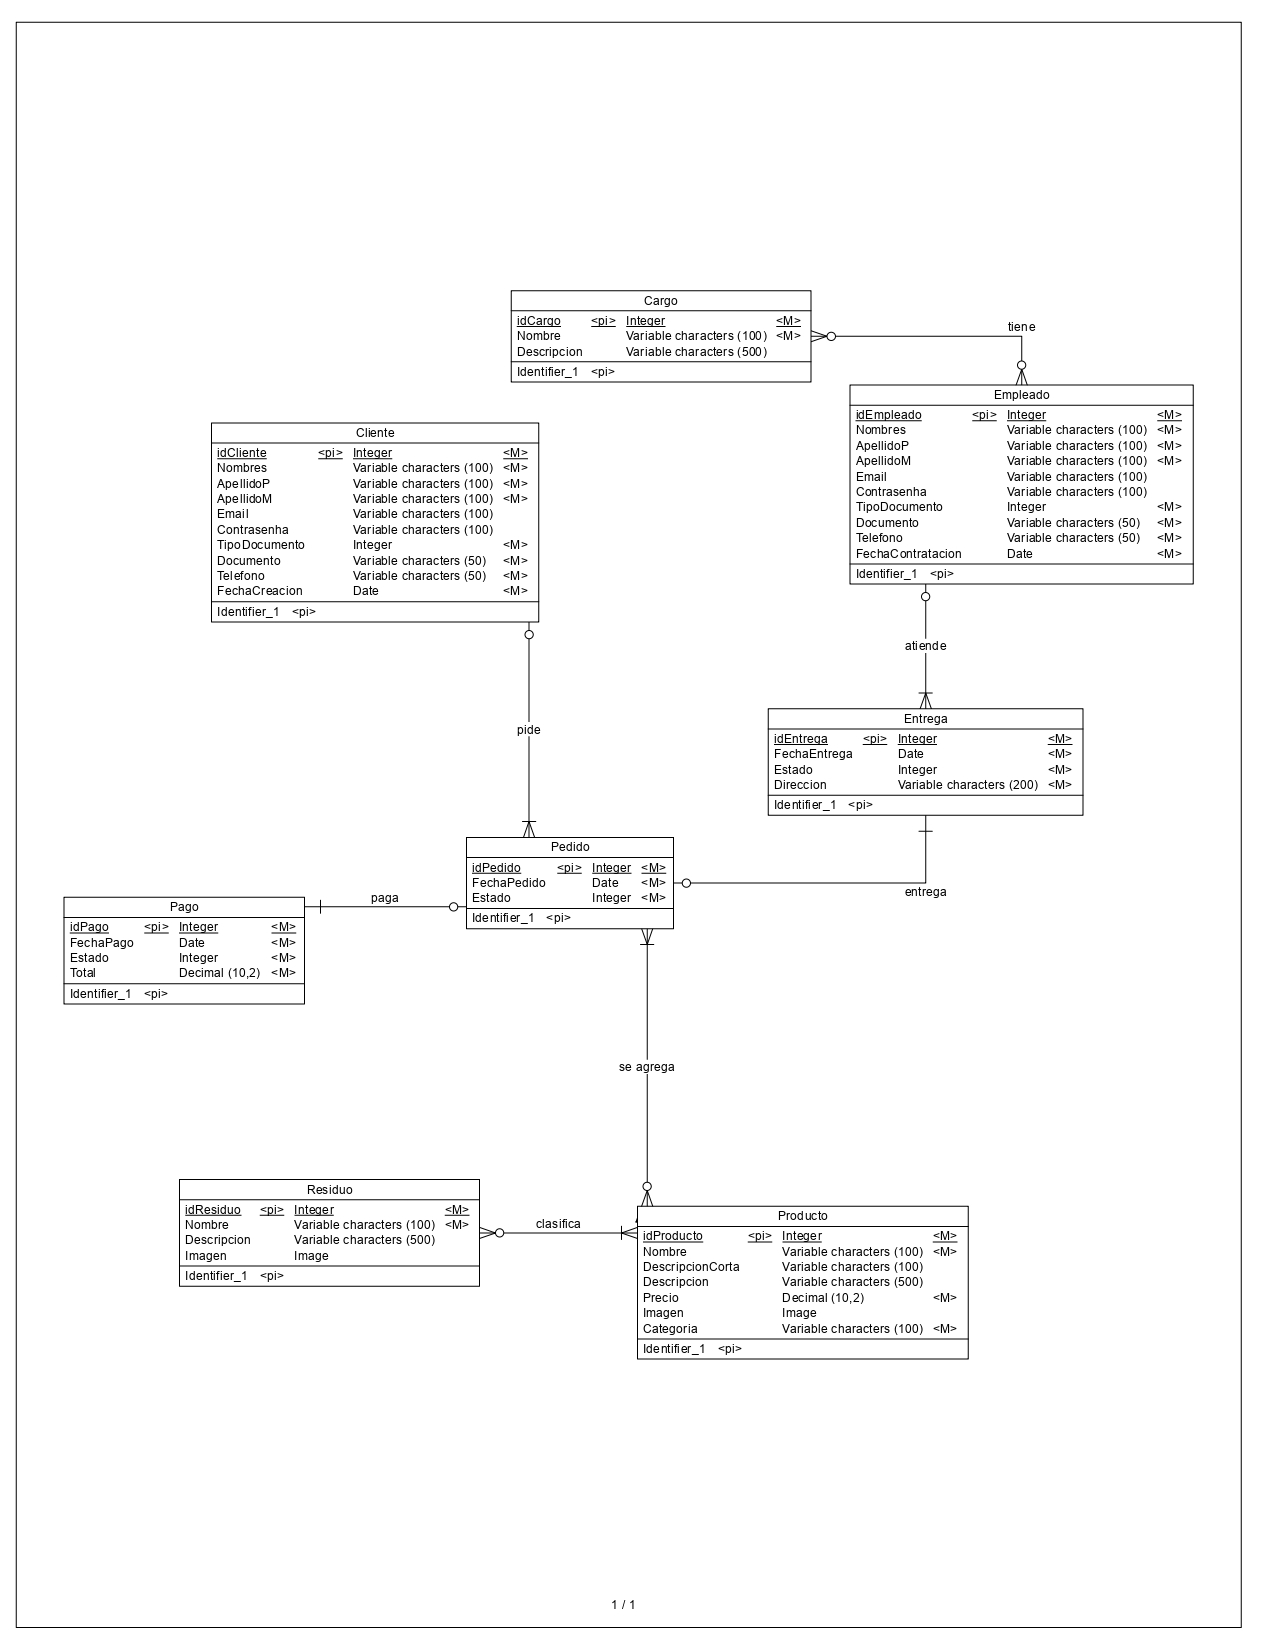 Cargo
idCargo <pi> Integer <M>
Nombre Variable characters (100) <M>
Descripcion Variable characters (500)
Identifier_1 <pi>
tiene
Empleado
idEmpleado <pi> Integer <M>
Nombres Variable characters (100) <M>
ApellidoP Variable characters (100) <M>
ApellidoM Variable characters (100) <M>
Email Variable characters (100)
Contrasenha Variable characters (100)
TipoDocumento Integer <M>
Documento Variable characters (50) <M>
Telefono Variable characters (50) <M>
FechaContratacion Date <M>
Identifier_1 <pi>
Cliente
idCliente <pi> Integer <M>
Nombres Variable characters (100) <M>
ApellidoP Variable characters (100) <M>
ApellidoM Variable characters (100) <M>
Email Variable characters (100)
Contrasenha Variable characters (100)
TipoDocumento Integer <M>
Documento Variable characters (50) <M>
Telefono Variable characters (50) <M>
FechaCreacion Date <M>
Identifier_1 <pi>
atiende
pide
Entrega
idEntrega <pi> Integer <M>
FechaEntrega Date <M>
Estado Integer <M>
Direccion Variable characters (200) <M>
Identifier_1 <pi>
Pedido
idPedido <pi> Integer <M>
FechaPedido Date <M>
Estado Integer <M>
Identifier_1 <pi>
entrega
paga
Pago
idPago <pi> Integer <M>
FechaPago Date <M>
Estado Integer <M>
Total Decimal (10,2) <M>
Identifier_1 <pi>
se agrega
Residuo
idResiduo <pi> Integer <M>
Nombre Variable characters (100) <M>
Descripcion Variable characters (500)
Imagen Image
Identifier_1 <pi>
clasifica
Producto
idProducto <pi> Integer <M>
Nombre Variable characters (100) <M>
DescripcionCorta Variable characters (100)
Descripcion Variable characters (500)
Precio Decimal (10,2) <M>
Imagen Image
Categoria Variable characters (100) <M>
Identifier_1 <pi>
1 / 1